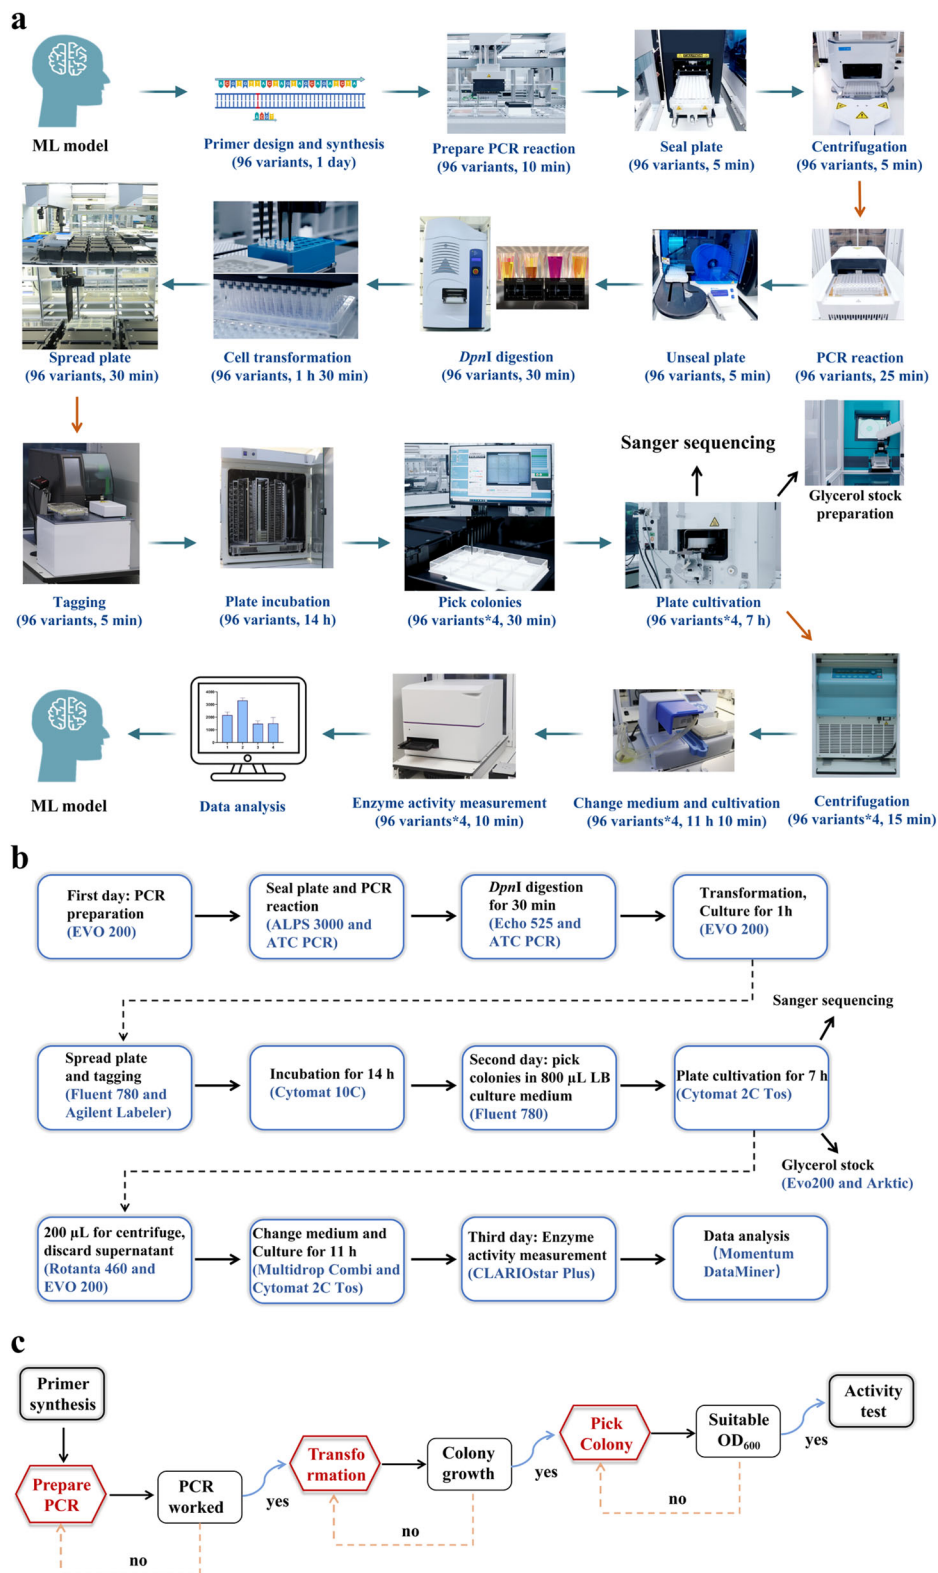 a
ML model
Primer design and synthesis
(96 variants, 1 day)
Prepare PCR reaction
(96 variants, 10 min)
Seal plate
(96 variants, 5 min)
Centrifugation
(96 variants, 5 min)
Spread plate
(96 variants, 30 min)
Cell transformation
(96 variants, 1 h 30 min)
DpnI digestion
(96 variants, 30 min)
Unseal plate
(96 variants, 5 min)
PCR reaction
(96 variants, 25 min)
Sanger sequencing
Glycerol stock
preparation
Tagging
(96 variants, 5 min)
Plate incubation
(96 variants, 14 h)
Pick colonies
(96 variants*4, 30 min)
Plate cultivation
(96 variants*4, 7 h)
4000
3000
2000
1000
0
1 2 3 4
ML model
Data analysis
Enzyme activity measurement
(96 variants*4, 10 min)
Change medium and cultivation
(96 variants*4, 11 h 10 min)
Centrifugation
(96 variants*4, 15 min)
b
First day: PCR
preparation
(EVO 200)
Seal plate and PCR
reaction
(ALPS 3000 and
ATC PCR)
DpnI digestion
for 30 min
(Echo 525 and
ATC PCR)
Transformation,
Culture for 1h
(EVO 200)
Sanger sequencing
Spread plate
and tagging
(Fluent 780 and
Agilent Labeler)
Incubation for 14 h
(Cytomat 10C)
Second day: pick
colonies in 800 µL LB
culture medium
(Fluent 780)
Plate cultivation for 7 h
(Cytomat 2C Tos)
Glycerol stock
(Evo200 and Arktic)
200 µL for centrifuge,
discard supernatant
(Rotanta 460 and
EVO 200)
Change medium and
Culture for 11 h
(Multidrop Combi and
Cytomat 2C Tos)
Third day: Enzyme
activity measurement
(CLARIOstar Plus)
Data analysis
(Momentum
DataMiner)
c
Primer
synthesis
Prepare
PCR
PCR
worked
yes
no
Transfo
rmation
Colony
growth
yes
no
Pick
Colony
Suitable
OD600
yes
no
Activity
test